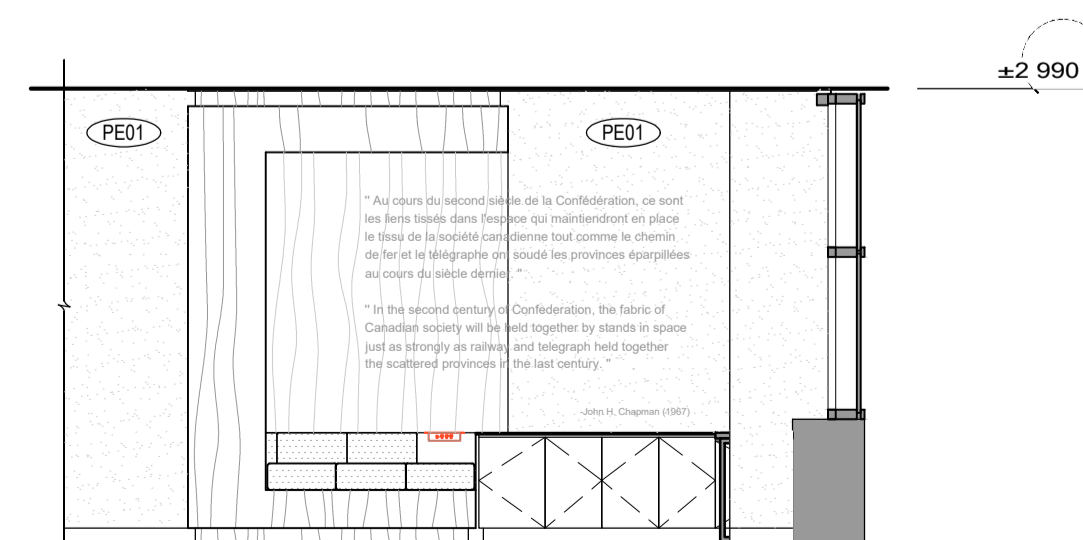 ±2 990
PE01
PE01
" Au cours du second siècle de la Confédération, ce sont
les liens tissés dans l'espace qui maintiendront en place
le tissu de la société canadienne tout comme le chemin
de fer et le télégraphe ont soudé les provinces éparpillées
au cours du siècle dernier. "
" In the second century of Confederation, the fabric of
Canadian society will be held together by stands in space
just as strongly as railway and telegraph held together
the scattered provinces in the last century. "
-John H. Chapman (1967)